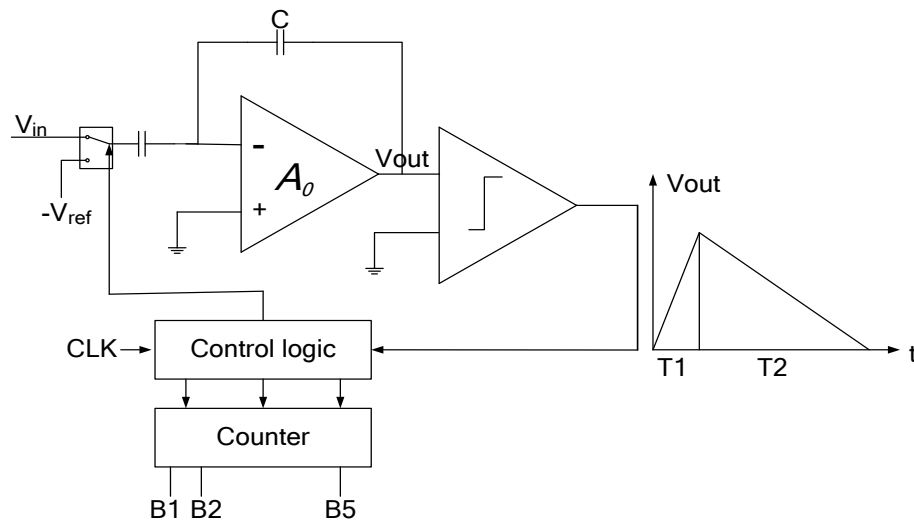 C
Vin
-Vref
-
A0
+
Vout
Vout
t
T1 T2
CLK
Control logic
Counter
B1 B2 B5